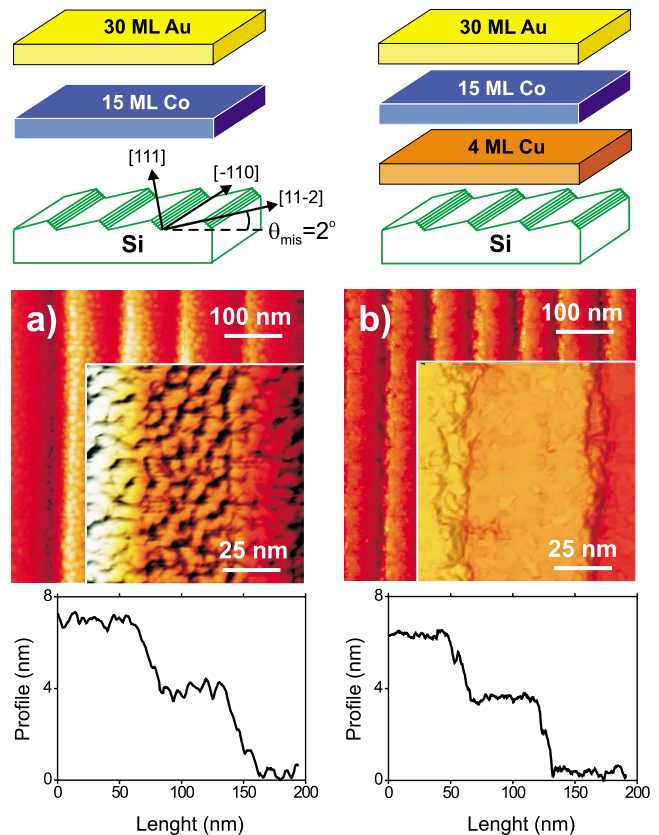 30 ML Au
15 ML Co
[111]
[-110]
[11-2]
θmis=2°
Si
30 ML Au
15 ML Co
4 ML Cu
Si
a)
100 nm
25 nm
b)
100 nm
25 nm
8
4
0
Profile (nm)
0 50 100 150 200
Lenght (nm)
8
4
0
Profile (nm)
0 50 100 150 200
Lenght (nm)